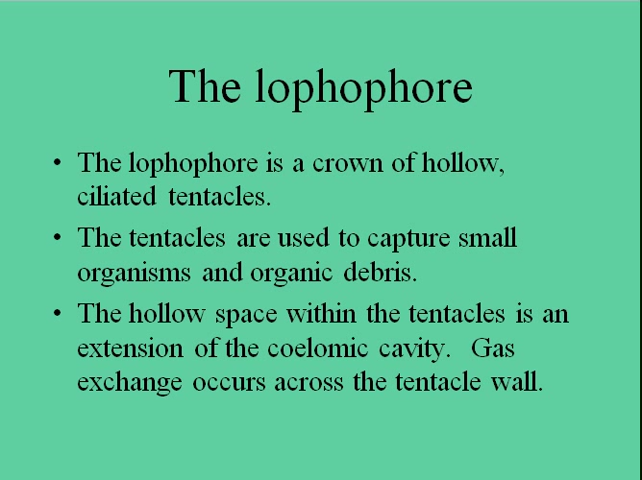 The lophophore
• The lophophore is a crown of hollow,
ciliated tentacles.
• The tentacles are used to capture small
organisms and organic debris.
• The hollow space within the tentacles is an
extension of the coelomic cavity. Gas
exchange occurs across the tentacle wall.